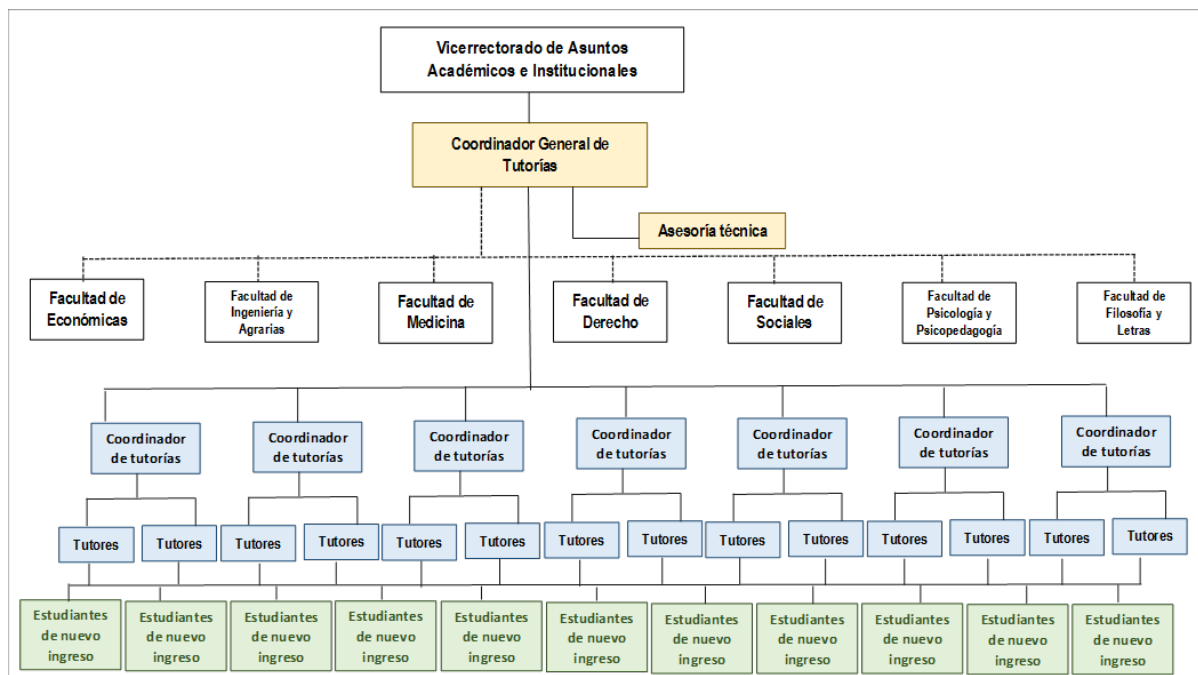 Vicerrectorado de Asuntos
Académicos e Institucionales
Coordinador General de
Tutorías
Asesoría técnica
Facultad de
Económicas
Facultad de
Ingeniería y
Agrarias
Facultad de
Medicina
Facultad de
Derecho
Facultad de
Sociales
Facultad de
Psicología y
Psicopedagogía
Facultad de
Filosofía y
Letras
Coordinador
de tutorías
Coordinador
de tutorías
Coordinador
de tutorías
Coordinador
de tutorías
Coordinador
de tutorías
Coordinador
de tutorías
Coordinador
de tutorías
Tutores
Tutores
Tutores
Tutores
Tutores
Tutores
Tutores
Tutores
Tutores
Tutores
Tutores
Tutores
Tutores
Tutores
Estudiantes
de nuevo
ingreso
Estudiantes
de nuevo
ingreso
Estudiantes
de nuevo
ingreso
Estudiantes
de nuevo
ingreso
Estudiantes
de nuevo
ingreso
Estudiantes
de nuevo
ingreso
Estudiantes
de nuevo
ingreso
Estudiantes
de nuevo
ingreso
Estudiantes
de nuevo
ingreso
Estudiantes
de nuevo
ingreso
Estudiantes
de nuevo
ingreso